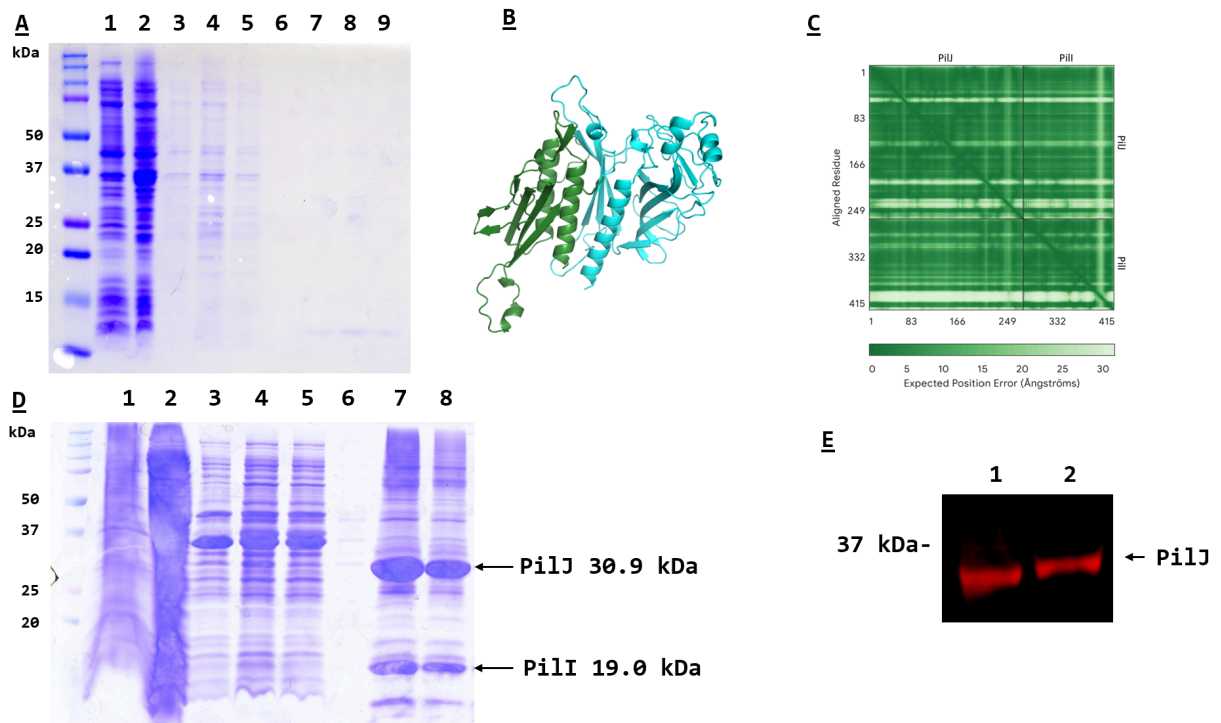 A
1 2 3 4 5 6 7 8 9
kDa
50
37
25
20
15
B
C
PilJ PilI
1
83
166
249
332
415
Aligned Residue
PilJ
PilI
1 83 166 249 332 415
0 5 10 15 20 25 30
Expected Position Error (Ångströms)
D
1 2 3 4 5 6 7 8
kDa
50
37
25
20
PilJ 30.9 kDa
PilI 19.0 kDa
E
1 2
37 kDa-
PilJ